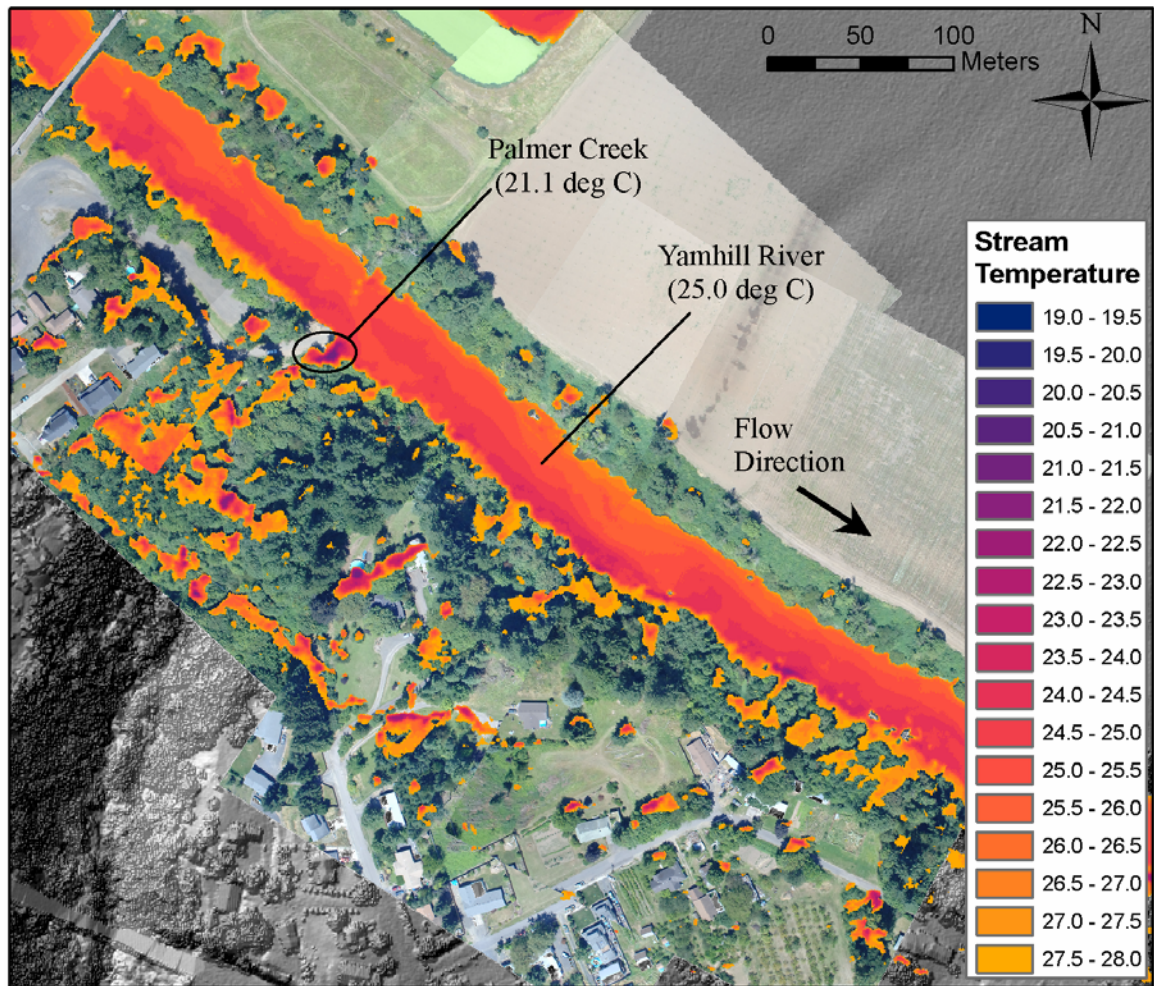 0 50 100
Meters
N
Palmer Creek
(21.1 deg C)
Yamhill River
(25.0 deg C)
Flow
Direction
Stream
Temperature
19.0 - 19.5
19.5 - 20.0
20.0 - 20.5
20.5 - 21.0
21.0 - 21.5
21.5 - 22.0
22.0 - 22.5
22.5 - 23.0
23.0 - 23.5
23.5 - 24.0
24.0 - 24.5
24.5 - 25.0
25.0 - 25.5
25.5 - 26.0
26.0 - 26.5
26.5 - 27.0
27.0 - 27.5
27.5 - 28.0